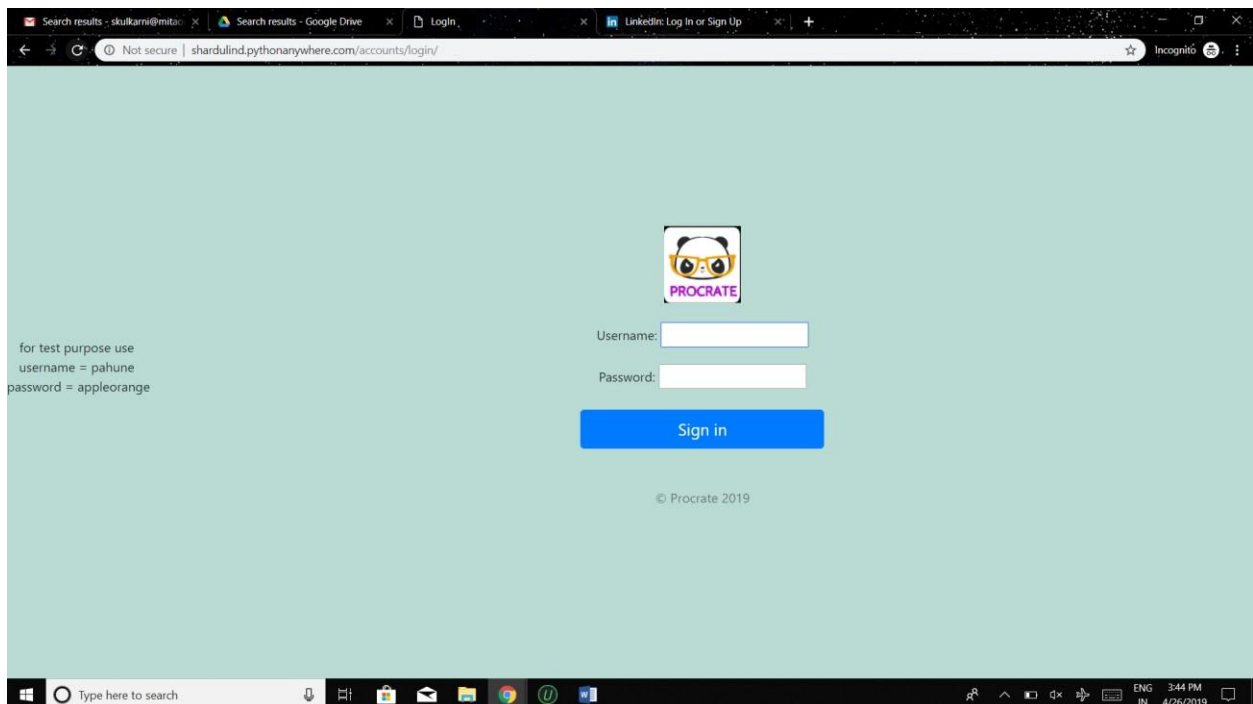 Search results - skulkarni@mitao
Search results - Google Drive
LogIn
LinkedIn: Log In or Sign Up
Not secure | shardulind.pythonanywhere.com/accounts/login/
Incognito
PROCRATE
Username:
for test purpose use
username = pahune
password = appleorange
Password:
Sign in
© Procrate 2019
Type here to search
ENG
IN
3:44 PM
4/26/2019